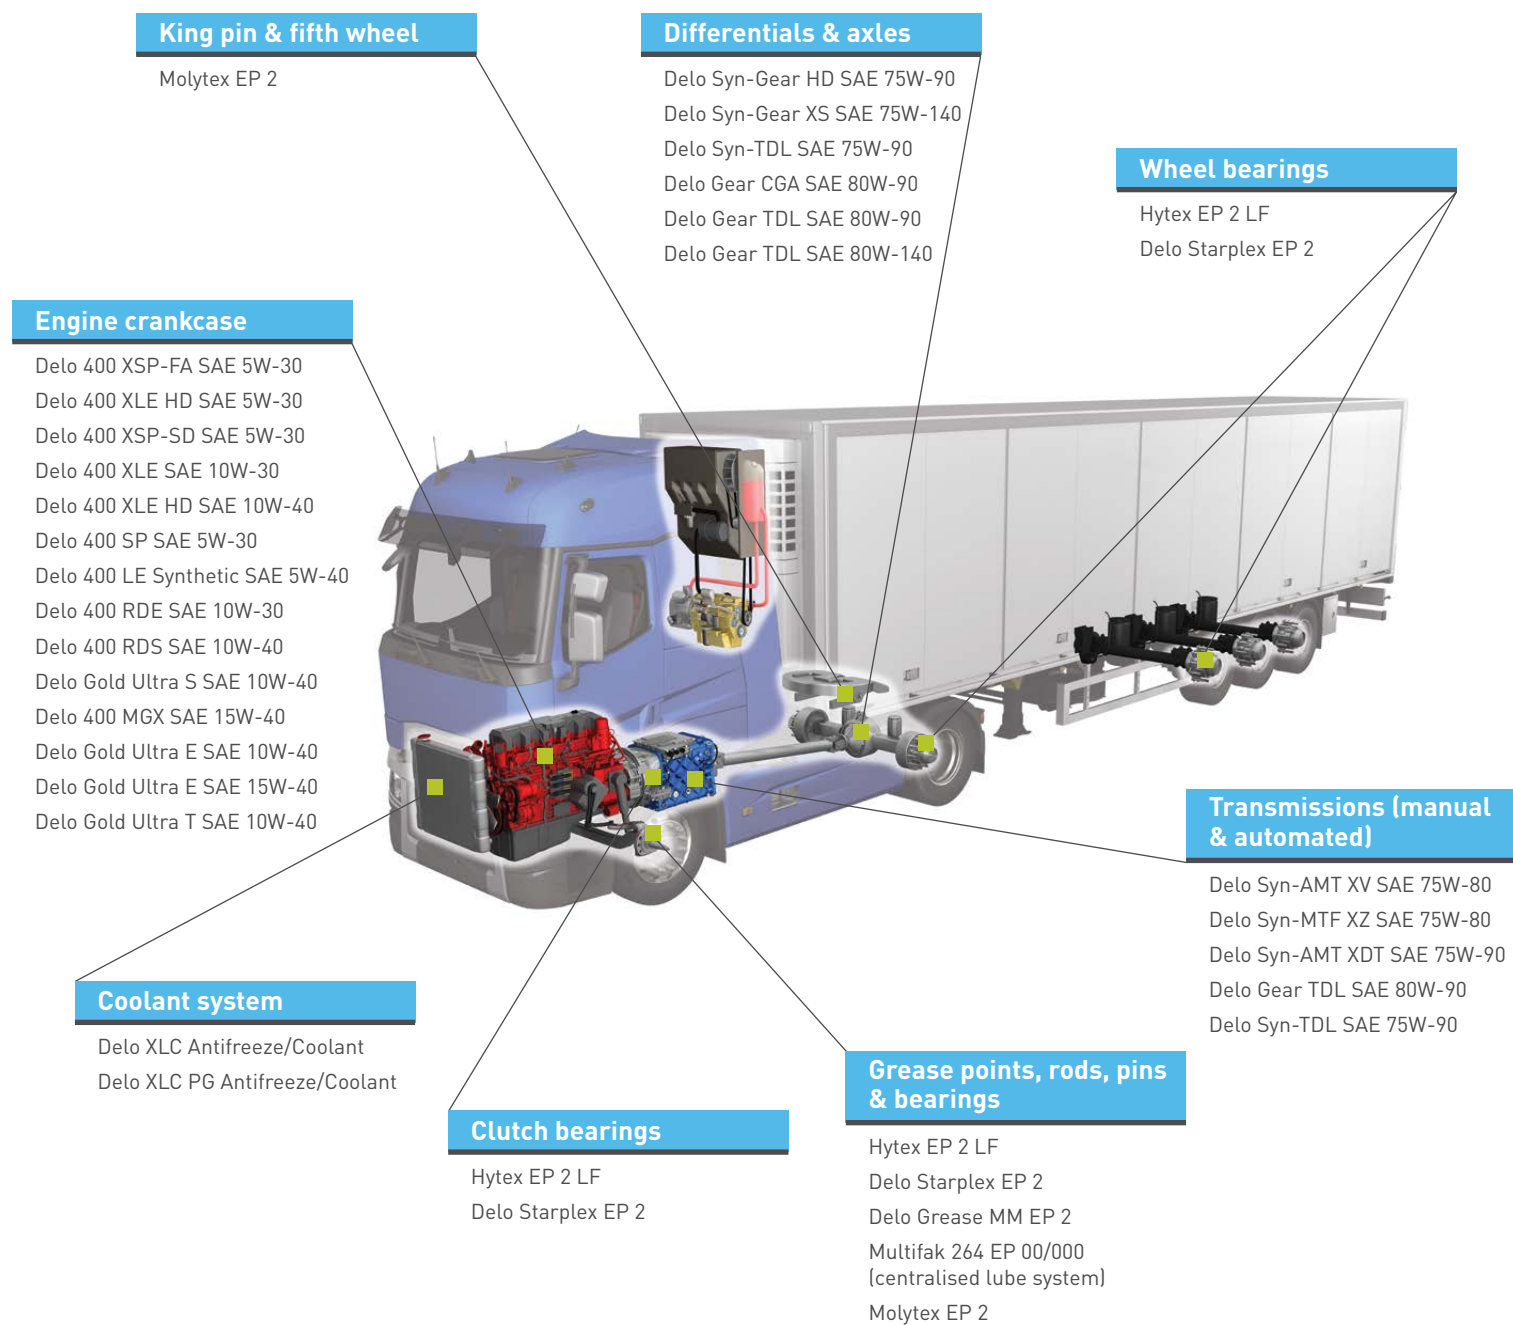 King pin & fifth wheel
Molytex EP 2
Differentials & axles
Delo Syn-Gear HD SAE 75W-90
Delo Syn-Gear XS SAE 75W-140
Delo Syn-TDL SAE 75W-90
Delo Gear CGA SAE 80W-90
Delo Gear TDL SAE 80W-90
Delo Gear TDL SAE 80W-140
Wheel bearings
Hytex EP 2 LF
Delo Starplex EP 2
Engine crankcase
Delo 400 XSP-FA SAE 5W-30
Delo 400 XLE HD SAE 5W-30
Delo 400 XSP-SD SAE 5W-30
Delo 400 XLE SAE 10W-30
Delo 400 XLE HD SAE 10W-40
Delo 400 SP SAE 5W-30
Delo 400 LE Synthetic SAE 5W-40
Delo 400 RDE SAE 10W-30
Delo 400 RDS SAE 10W-40
Delo Gold Ultra S SAE 10W-40
Delo 400 MGX SAE 15W-40
Delo Gold Ultra E SAE 10W-40
Delo Gold Ultra E SAE 15W-40
Delo Gold Ultra T SAE 10W-40
Transmissions (manual
& automated)
Delo Syn-AMT XV SAE 75W-80
Delo Syn-MTF XZ SAE 75W-80
Delo Syn-AMT XDT SAE 75W-90
Delo Gear TDL SAE 80W-90
Delo Syn-TDL SAE 75W-90
Coolant system
Delo XLC Antifreeze/Coolant
Delo XLC PG Antifreeze/Coolant
Clutch bearings
Hytex EP 2 LF
Delo Starplex EP 2
Grease points, rods, pins
& bearings
Hytex EP 2 LF
Delo Starplex EP 2
Delo Grease MM EP 2
Multifak 264 EP 00/000
(centralised lube system)
Molytex EP 2